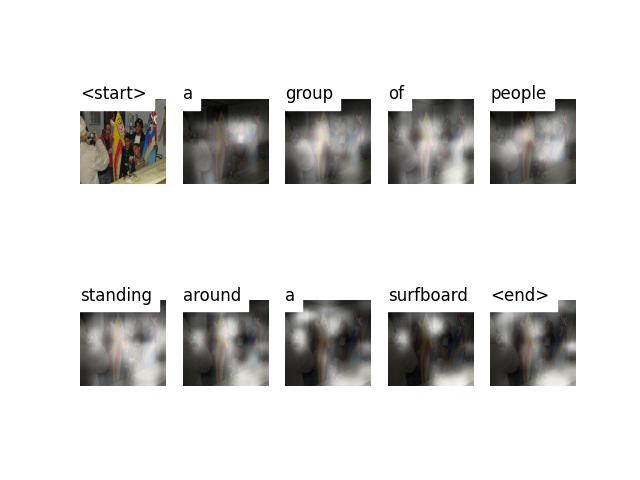 <start> a group of people
standing around a surfboard <end>